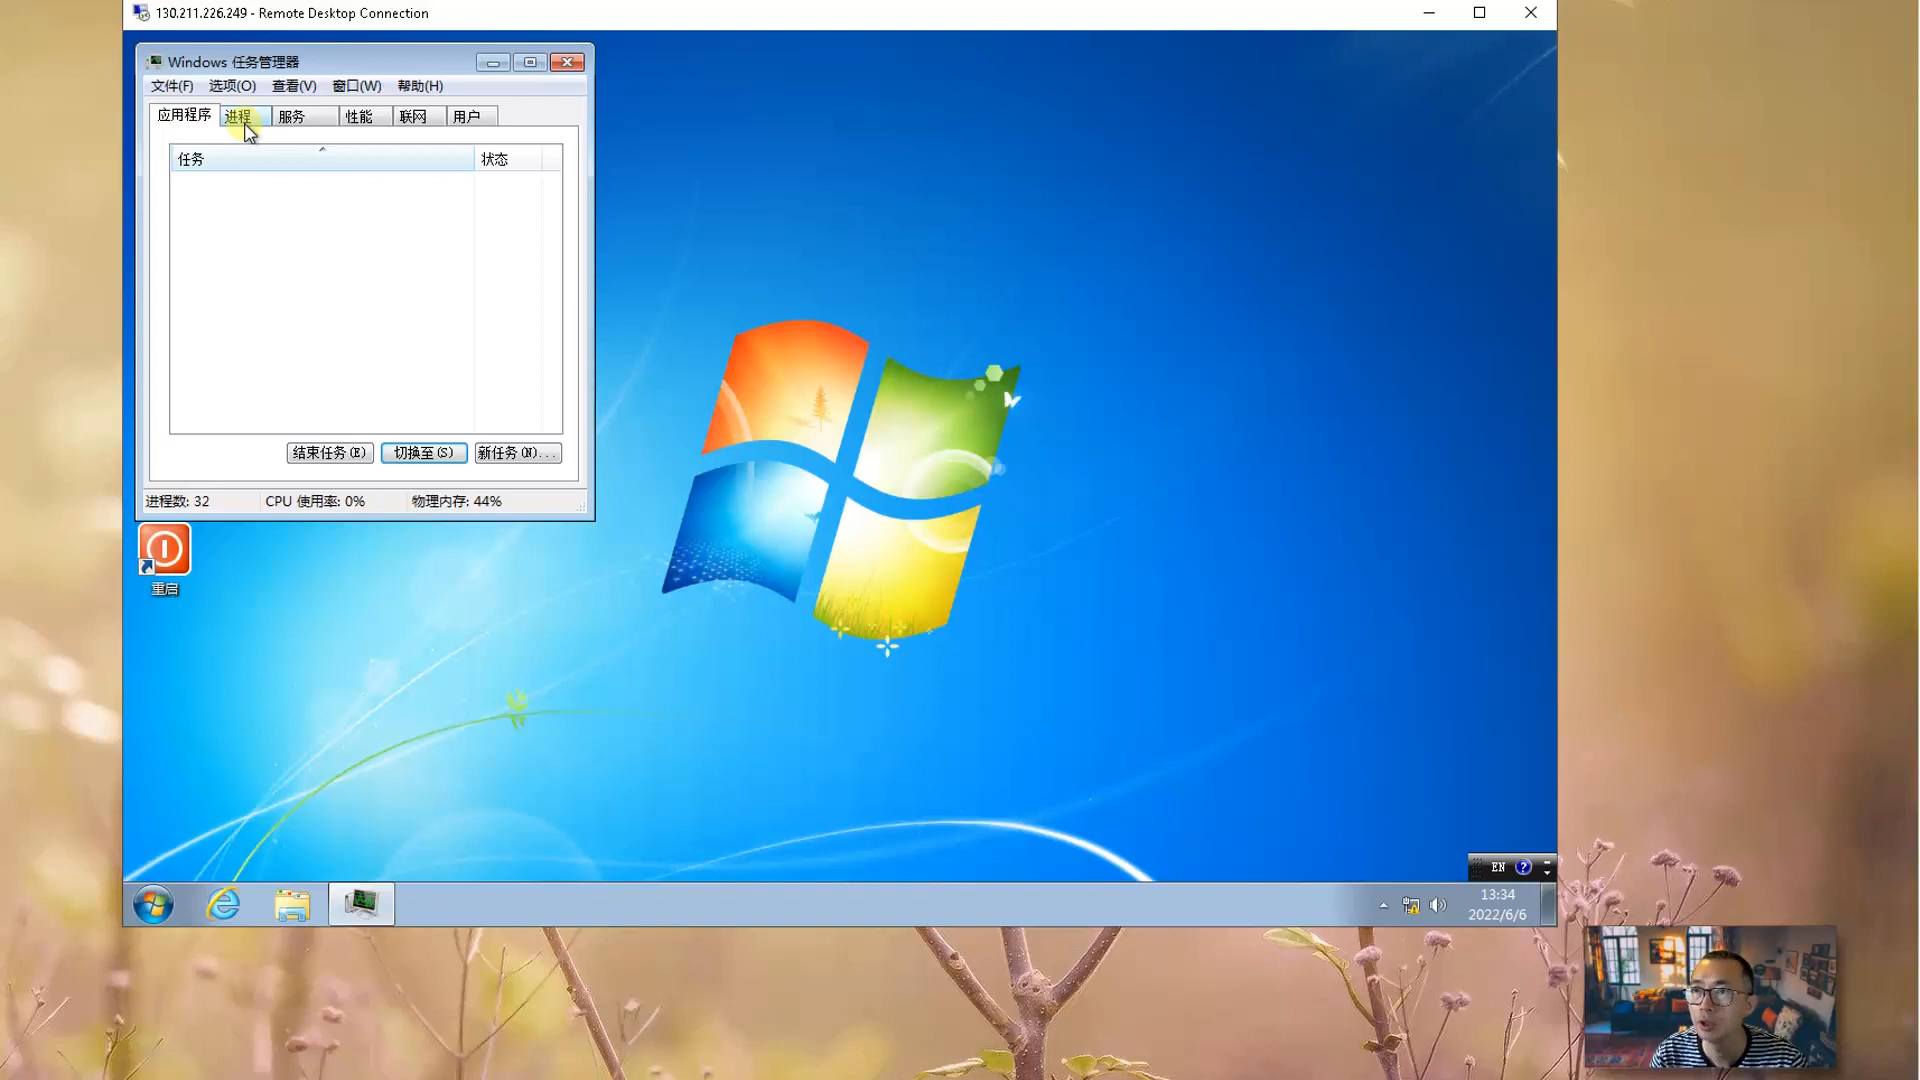 130.211.226.249 - Remote Desktop Connection
Windows 任务管理器
文件(F) 选项(O) 查看(V) 窗口(W) 帮助(H)
应用程序 进程 服务 性能 联网 用户
任务 状态
结束任务(E) 切换至(S) 新任务(N)...
进程数: 32 CPU 使用率: 0% 物理内存: 44%
重启
EN ?
13:34
2022/6/6